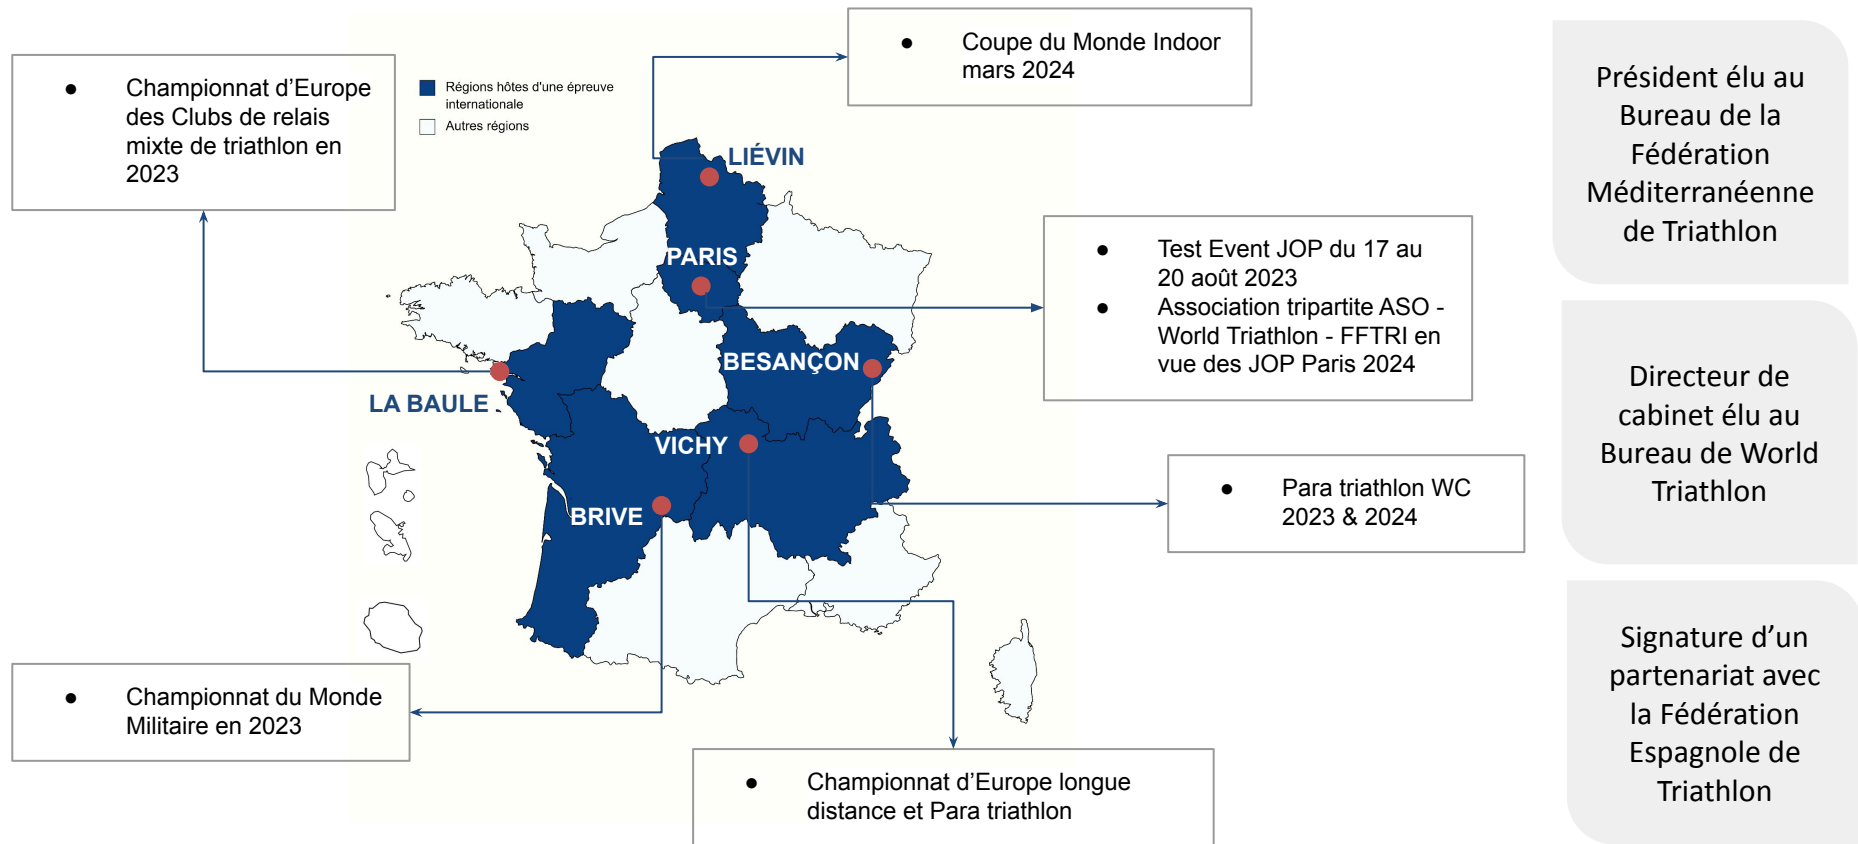 ● Championnat d’Europe
des Clubs de relais
mixte de triathlon en
2023
Régions hôtes d'une épreuve
internationale
Autres régions
● Coupe du Monde Indoor
mars 2024
LIÉVIN
PARIS
BESANÇON
LA BAULE
VICHY
BRIVE
● Test Event JOP du 17 au
20 août 2023
● Association tripartite ASO -
World Triathlon - FFTRI en
vue des JOP Paris 2024
● Para triathlon WC
2023 & 2024
● Championnat du Monde
Militaire en 2023
● Championnat d’Europe longue
distance et Para triathlon
Président élu au
Bureau de la
Fédération
Méditerranéenne
de Triathlon
Directeur de
cabinet élu au
Bureau de World
Triathlon
Signature d’un
partenariat avec
la Fédération
Espagnole de
Triathlon